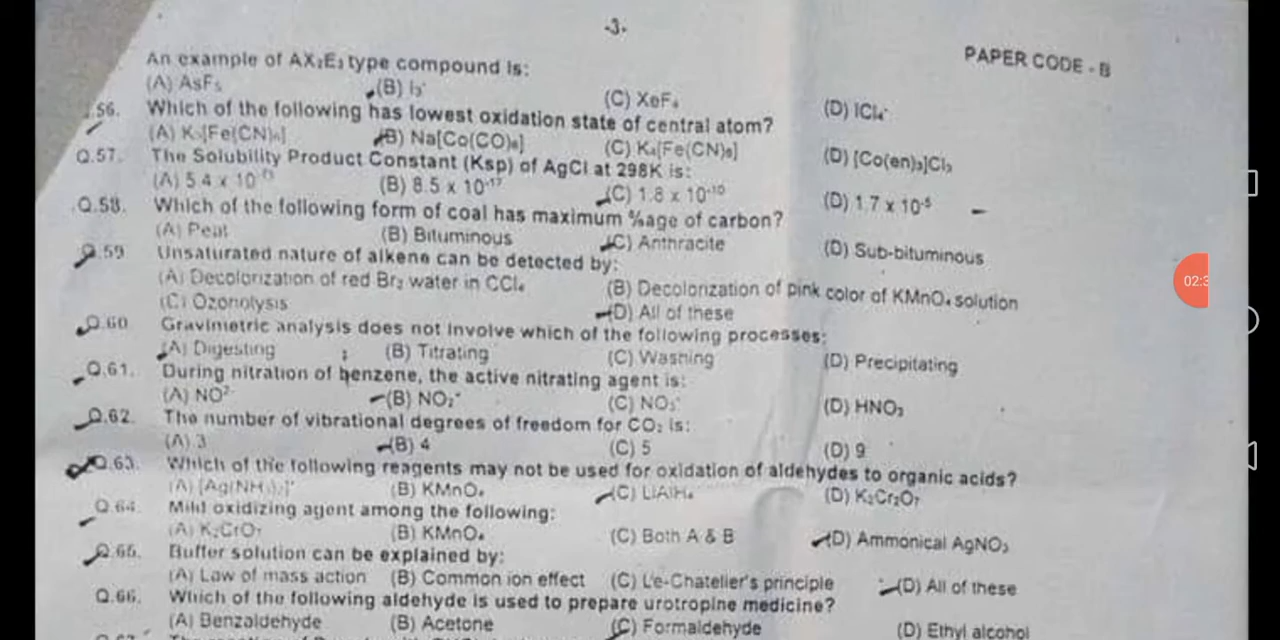 -3-
PAPER CODE - B
An example of AX₂E₃ type compound is:
(A) AsF₅ (B) I₃⁻ (C) XeF₄ (D) ICl₄⁻
.56. Which of the following has lowest oxidation state of central atom?
(A) K₃[Fe(CN)₆] (B) Na[Co(CO)₄] (C) K₄[Fe(CN)₆] (D) [Co(en)₃]Cl₃
Q.57. The Solubility Product Constant (Ksp) of AgCl at 298K is:
(A) 5.4 x 10 (B) 8.5 x 10⁻¹⁷ (C) 1.8 x 10⁻¹⁰ (D) 1.7 x 10⁻⁵
Q.58. Which of the following form of coal has maximum %age of carbon?
(A) Peat (B) Bituminous (C) Anthracite (D) Sub-bituminous
Q.59 Unsaturated nature of alkene can be detected by:
(A) Decolorization of red Br₂ water in CCl₄ (B) Decolorization of pink color of KMnO₄ solution
(C) Ozonolysis (D) All of these
Q.60 Gravimetric analysis does not involve which of the following processes:
(A) Digesting (B) Titrating (C) Washing (D) Precipitating
Q.61. During nitration of benzene, the active nitrating agent is:
(A) NO²⁻ (B) NO₂⁺ (C) NO₃⁻ (D) HNO₃
Q.62. The number of vibrational degrees of freedom for CO₂ is:
(A) 3 (B) 4 (C) 5 (D) 9
Q.63. Which of the following reagents may not be used for oxidation of aldehydes to organic acids?
(A) [Ag(NH₃)₂]⁺ (B) KMnO₄ (C) LiAlH₄ (D) K₂Cr₂O₇
Q.64. Mild oxidizing agent among the following:
(A) K₂CrO₇ (B) KMnO₄ (C) Both A & B (D) Ammonical AgNO₃
Q.65. Buffer solution can be explained by:
(A) Law of mass action (B) Common ion effect (C) Le-Chatelier's principle (D) All of these
Q.66. Which of the following aldehyde is used to prepare urotropine medicine?
(A) Benzaldehyde (B) Acetone (C) Formaldehyde (D) Ethyl alcohol
02:3